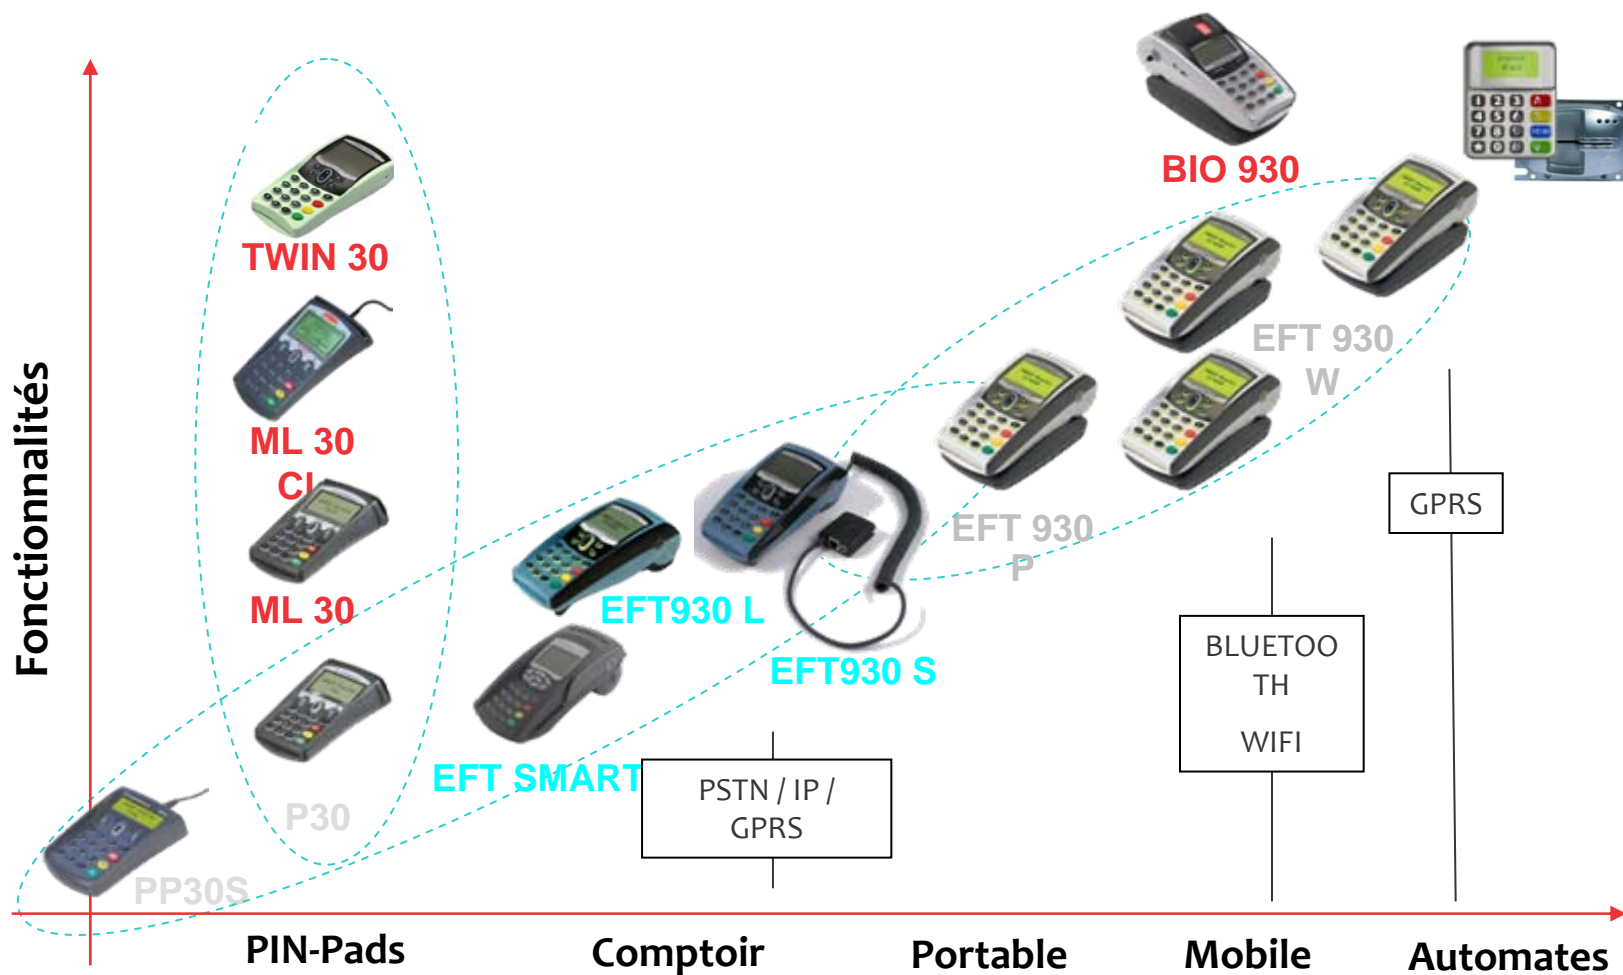 BIO 930
TWIN 30
EFT 930
W
Fonctionnalités
ML 30
CL
GPRS
EFT 930
P
ML 30
EFT930 L
EFT930 S
BLUETOO
TH
WIFI
EFT SMART
PSTN / IP /
GPRS
P30
PP30S
PIN-Pads
Comptoir
Portable
Mobile
Automates